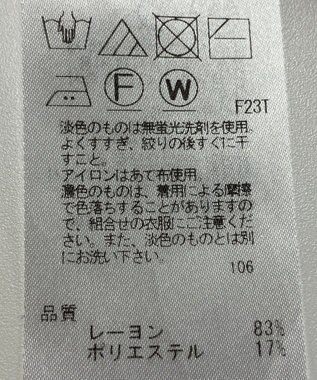 F W
F23T
淡色のものは無蛍光洗剤を使用。
よくすすぎ、絞りの後すぐに干
すこと。
アイロンはあて布使用。
濃色のものは、着用による摩擦
で色落ちすることがありますの
で、組合せの衣服にご注意くださ
い。また、淡色のものとは別
にお洗い下さい。
106
品質
レーヨン 83%
ポリエステル 17%